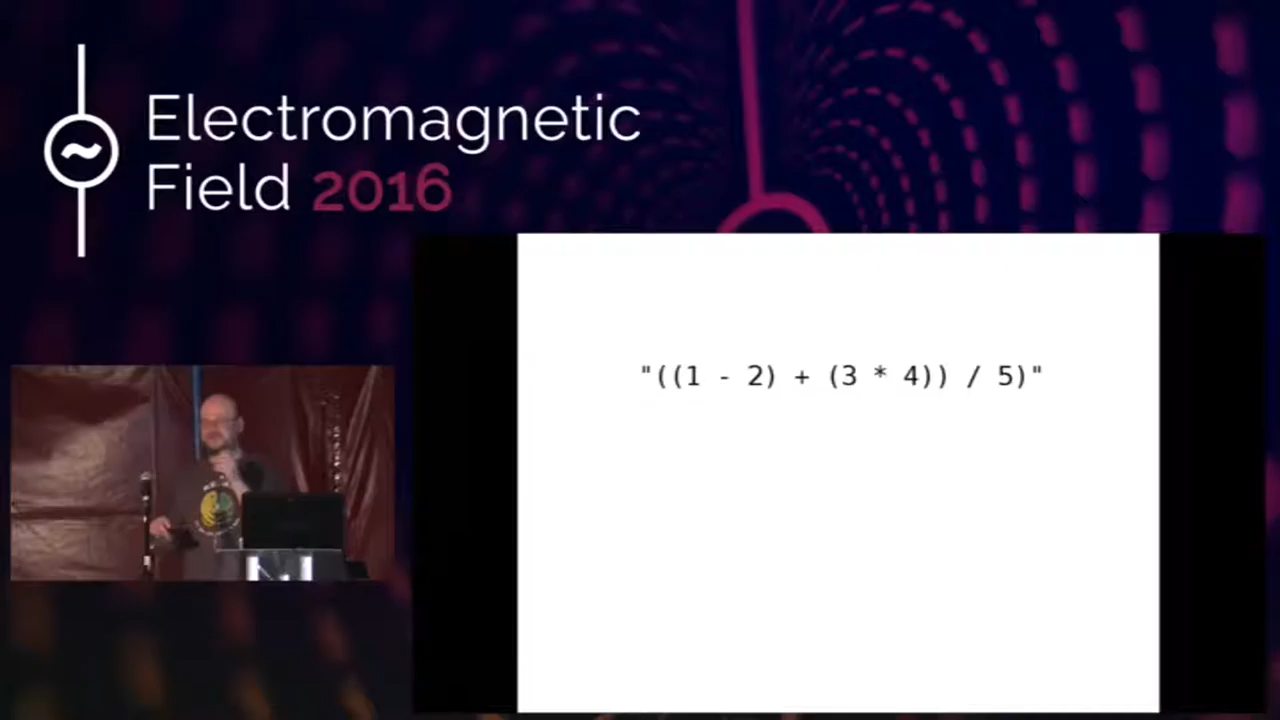 Electromagnetic
Field 2016
"((1 - 2) + (3 * 4)) / 5)"